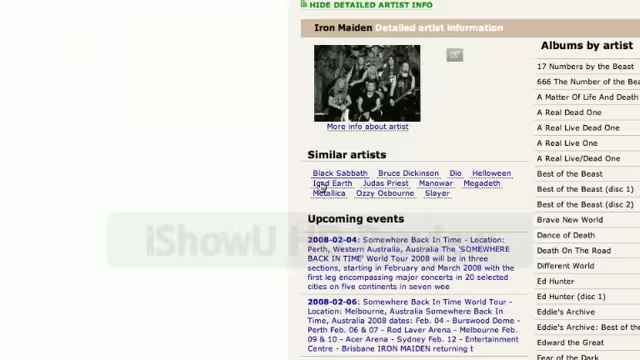 HIDE DETAILED ARTIST INFO
Iron Maiden Detailed artist information
More info about artist
Similar artists
Black Sabbath Bruce Dickinson Dio Helloween
Iced Earth Judas Priest Manowar Megadeth
Metallica Ozzy Osbourne Slayer
Upcoming events
2008-02-04: Somewhere Back In Time - Location:
Perth, Western Australia, Australia The "SOMEWHERE
BACK IN TIME" World Tour 2008 will be in three
sections, starting in February and March 2008 with the
first leg encompassing major concerts in 20 selected
cities on five continents in seven wee
2008-02-06: Somewhere Back In Time World Tour -
Location: Melbourne, Australia Somewhere Back In
Time, Australia 2008 dates: Feb. 04 - Burswood Dome -
Perth Feb. 06 & 07 - Rod Laver Arena - Melbourne Feb.
09 & 10 - Acer Arena - Sydney Feb. 12 - Entertainment
Centre - Brisbane IRON MAIDEN returning t
Albums by artist
17 Numbers by the Beast
666 The Number of the Bea
A Matter Of Life And Death
A Real Dead One
A Real Live Dead One
A Real Live One
A Real Live/Dead One
Best of the Beast
Best of the Beast (disc 1)
Best of the Beast (disc 2)
Brave New World
Dance of Death
Death On The Road
Different World
Ed Hunter
Ed Hunter (disc 1)
Eddie's Archive
Eddie's Archive: Best of the
Edward the Great
Fear of the Dark
IShowU HD